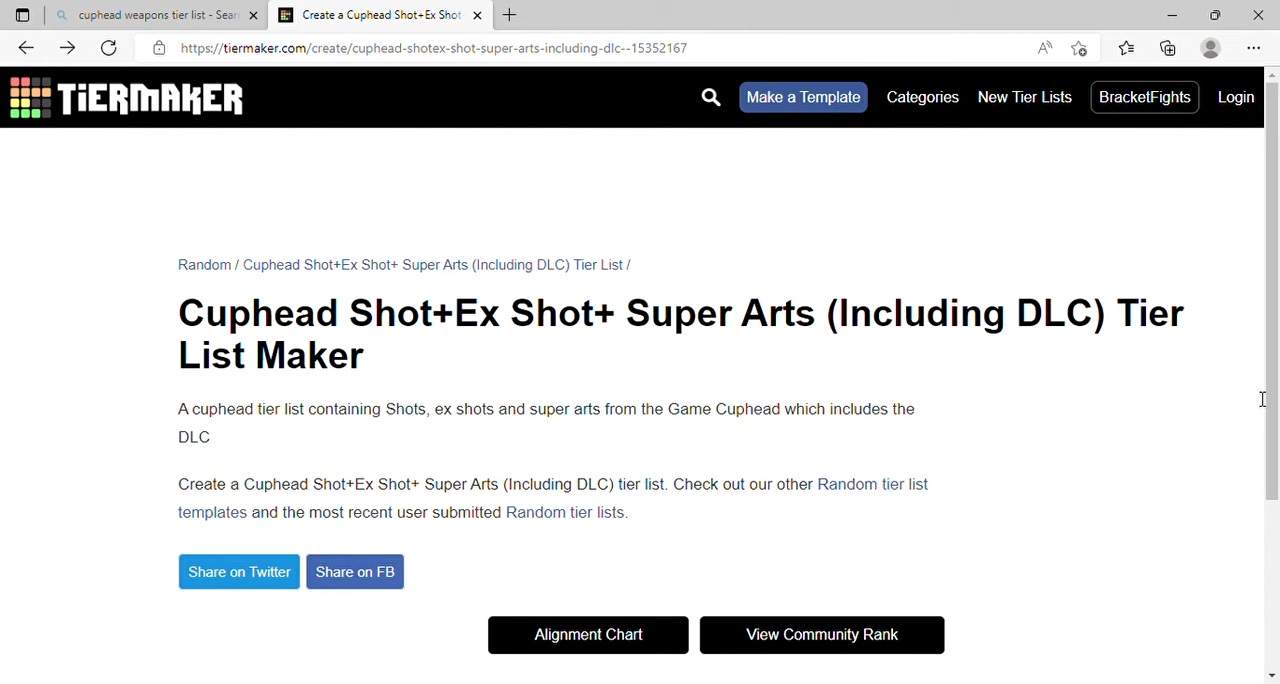 cuphead weapons tier list - Sear
Create a Cuphead Shot+Ex Shot
https://tiermaker.com/create/cuphead-shotex-shot-super-arts-including-dlc--15352167
TiERMAKER
Make a Template
Categories
New Tier Lists
BracketFights
Login
Random / Cuphead Shot+Ex Shot+ Super Arts (Including DLC) Tier List /
Cuphead Shot+Ex Shot+ Super Arts (Including DLC) Tier
List Maker
A cuphead tier list containing Shots, ex shots and super arts from the Game Cuphead which includes the
DLC
Create a Cuphead Shot+Ex Shot+ Super Arts (Including DLC) tier list. Check out our other Random tier list
templates and the most recent user submitted Random tier lists.
Share on Twitter
Share on FB
Alignment Chart
View Community Rank